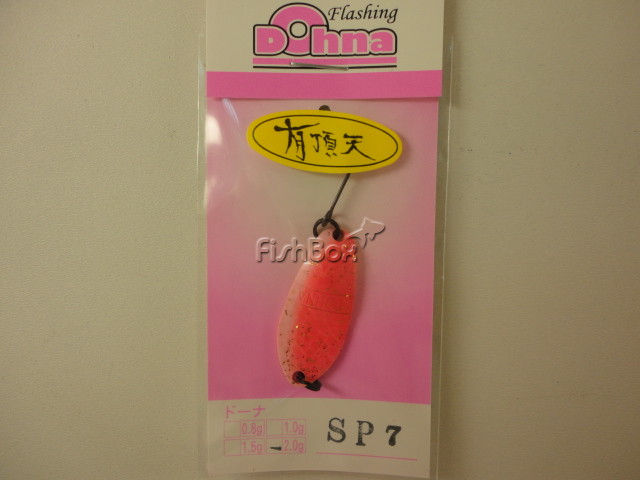 Flashing
Dohna
有頂天
FishBox
ドーナ
0.8g 1.0g
1.5g 2.0g
SP7